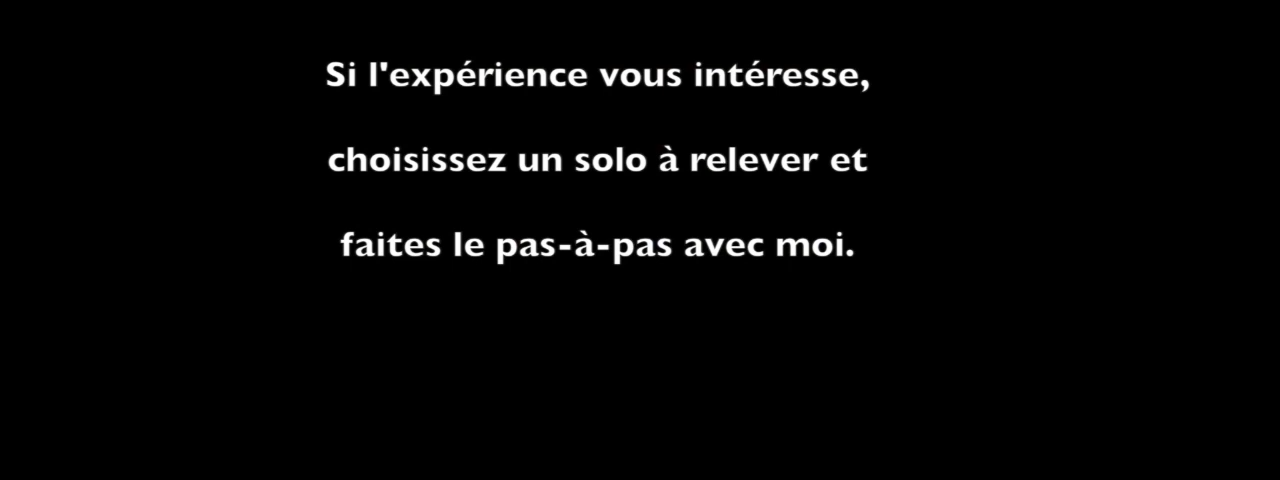 Si l'expérience vous intéresse,
choisissez un solo à relever et
faites le pas-à-pas avec moi.